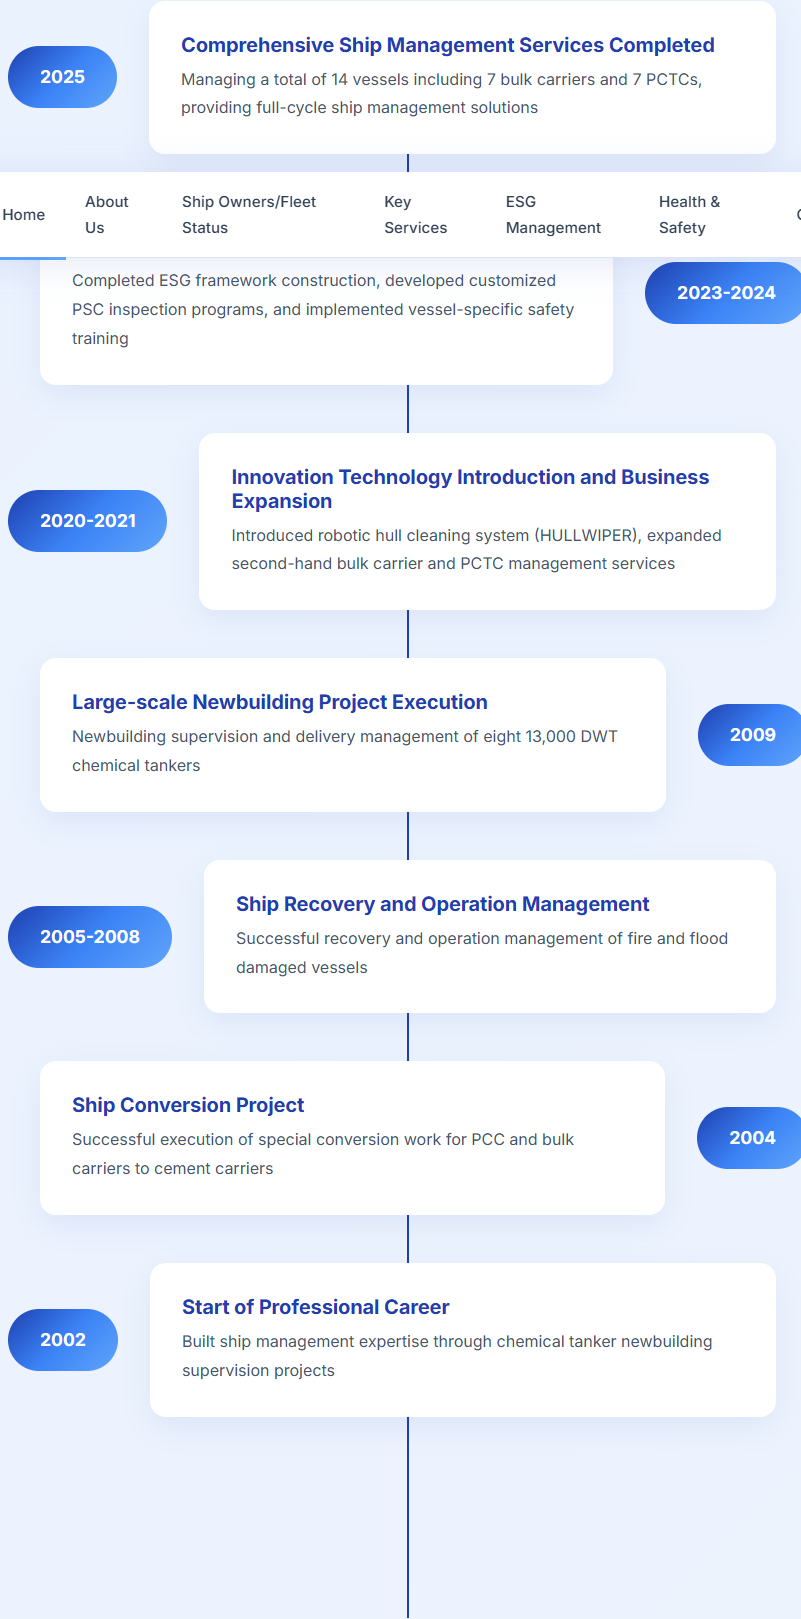 Comprehensive Ship Management Services Completed
2025
Managing a total of 14 vessels including 7 bulk carriers and 7 PCTCs,
providing full-cycle ship management solutions
Home
About
Us
Ship Owners/Fleet
Status
Key
Services
ESG
Management
Health &
Safety
Completed ESG framework construction, developed customized
PSC inspection programs, and implemented vessel-specific safety
training
2023-2024
Innovation Technology Introduction and Business
Expansion
2020-2021
Introduced robotic hull cleaning system (HULLWIPER), expanded
second-hand bulk carrier and PCTC management services
Large-scale Newbuilding Project Execution
Newbuilding supervision and delivery management of eight 13,000 DWT
chemical tankers
2009
Ship Recovery and Operation Management
2005-2008
Successful recovery and operation management of fire and flood
damaged vessels
Ship Conversion Project
Successful execution of special conversion work for PCC and bulk
carriers to cement carriers
2004
Start of Professional Career
2002
Built ship management expertise through chemical tanker newbuilding
supervision projects